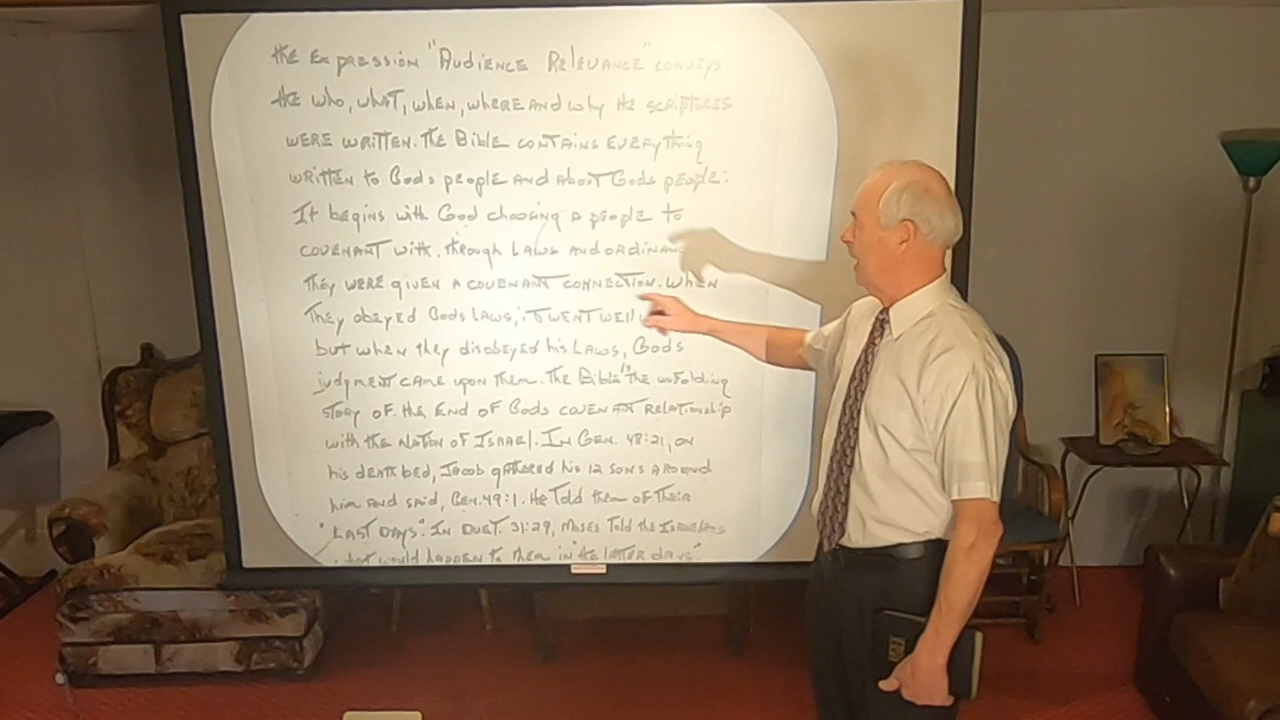 the Expression "Audience Relevance" conveys
the who, what, when, where and why the scriptures
were written. the Bible contains everything
written to Gods people and about Gods people:
It begins with God choosing a people to
covenant with. through Laws and ordinan
They were given a covenant connection. When
They obeyed Gods Laws, it went well
but when they disobeyed his Laws, Gods
judgment came upon them. The Bible is the unfolding
story of the End of Gods covenant relationship
with the Nation of Israel. In Gen. 48:21, on
his death bed, Jacob gathered his 12 sons around
him and said, Gen. 49:1. He Told them of Their
"Last Days". In Duet. 31:29, Moses Told the Israelites
what would happen to them in "the latter days"